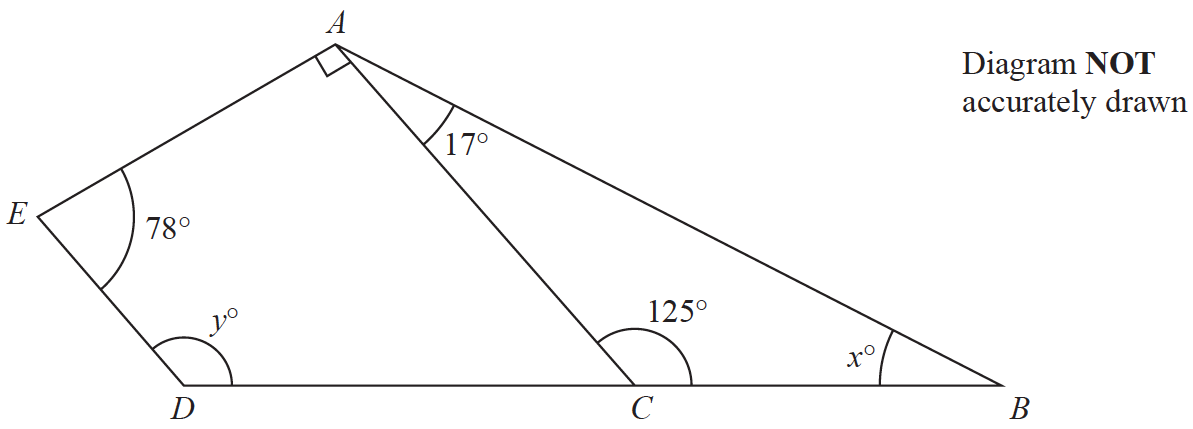 A
Diagram NOT
accurately drawn
17°
E
78°
y°
125°
x°
D
C
B